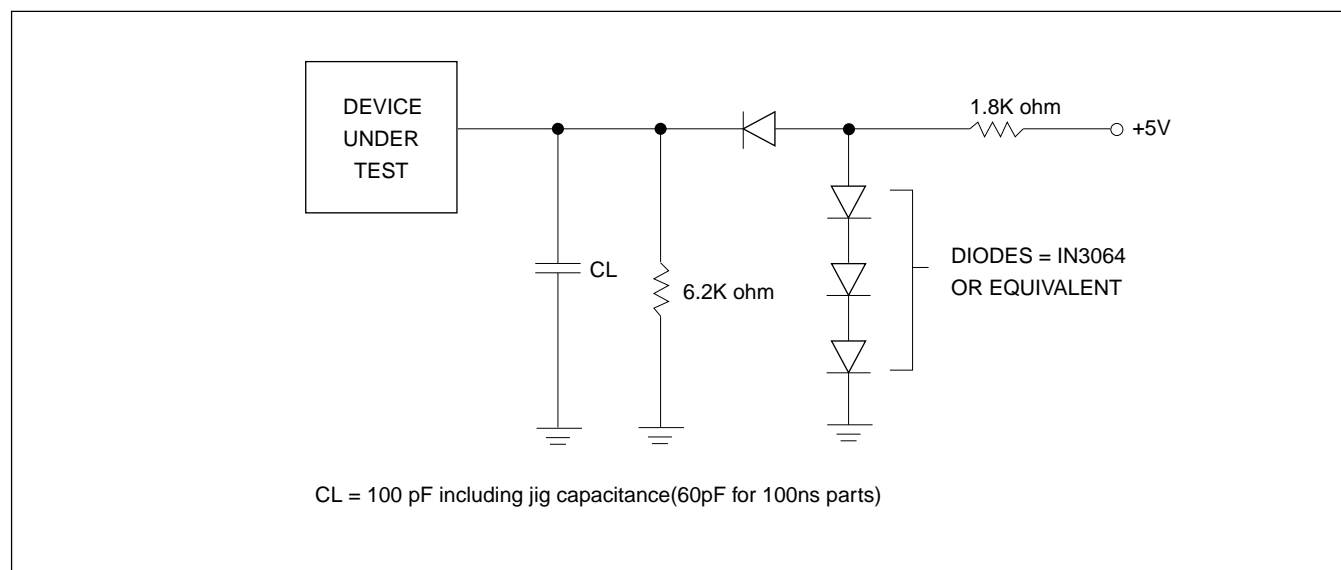 DEVICE
UNDER
TEST
1.8K ohm
+5V
CL
6.2K ohm
DIODES = IN3064
OR EQUIVALENT
CL = 100 pF including jig capacitance(60pF for 100ns parts)